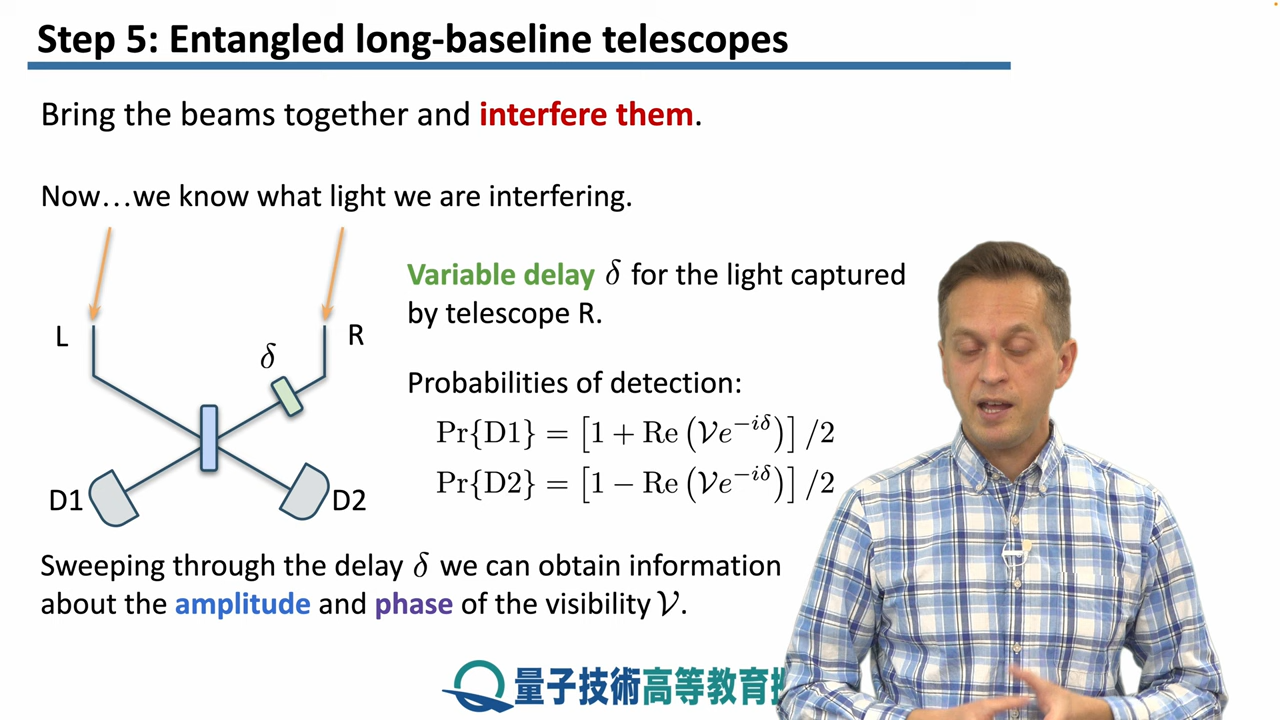 Step 5: Entangled long-baseline telescopes
Bring the beams together and interfere them.
Now…we know what light we are interfering.
L
R
δ
Variable delay δ for the light captured
by telescope R.
Probabilities of detection:
Pr{D1} = [1 + Re (𝒱e^{−iδ})] /2
Pr{D2} = [1 − Re (𝒱e^{−iδ})] /2
D1
D2
Sweeping through the delay δ we can obtain information
about the amplitude and phase of the visibility 𝒱.
量子技術高等教育